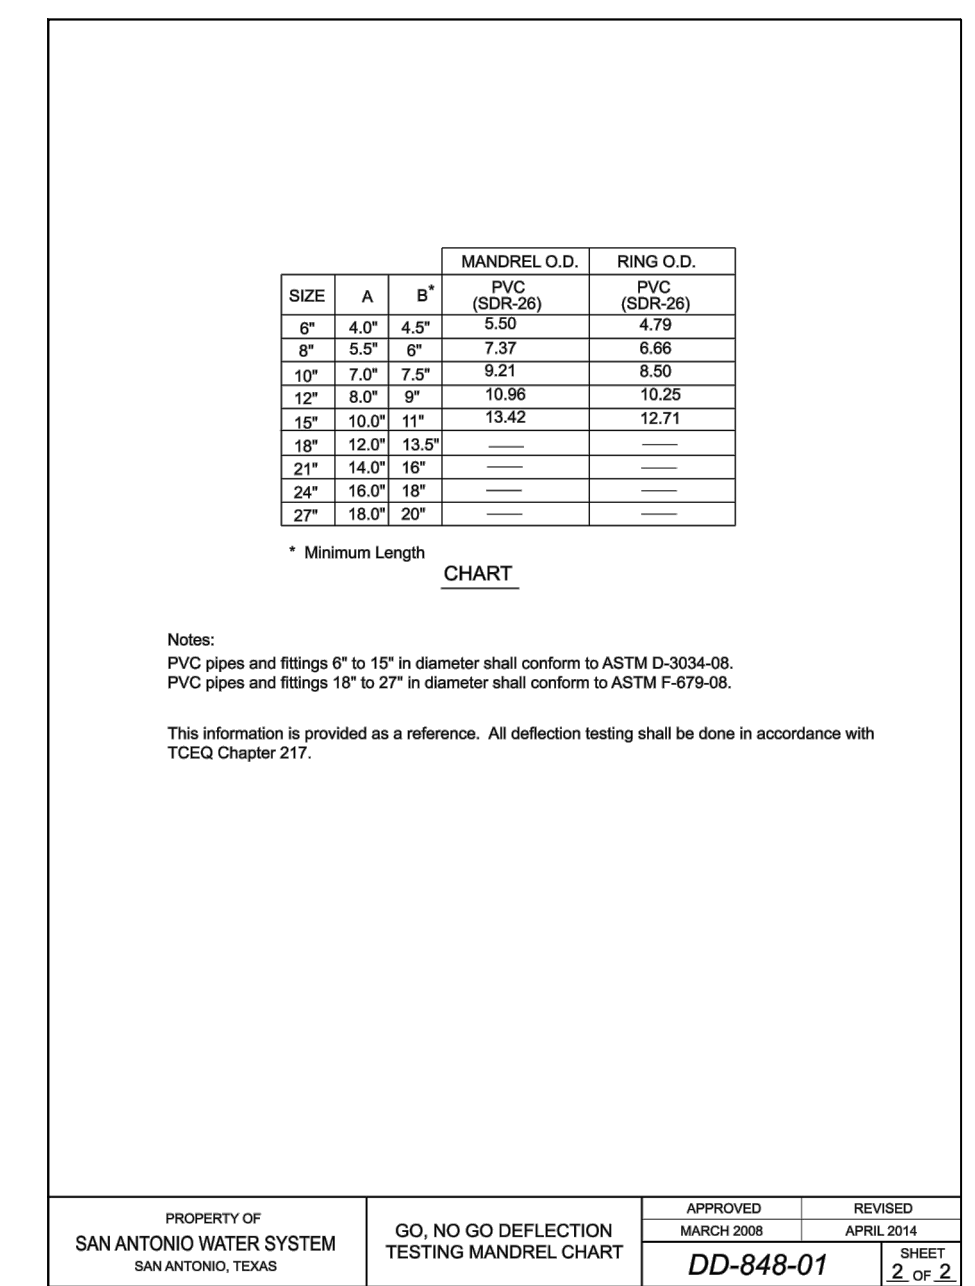 MANDREL O.D. RING O.D.
SIZE A B* PVC (SDR-26) PVC (SDR-26)
6" 4.0" 4.5" 5.50 4.79
8" 5.5" 6" 7.37 6.66
10" 7.0" 7.5" 9.21 8.50
12" 8.0" 9" 10.96 10.25
15" 10.0" 11" 13.42 12.71
18" 12.0" 13.5" —— ——
21" 14.0" 16" —— ——
24" 16.0" 18" —— ——
27" 18.0" 20" —— ——
* Minimum Length
CHART
Notes:
PVC pipes and fittings 6" to 15" in diameter shall conform to ASTM D-3034-08.
PVC pipes and fittings 18" to 27" in diameter shall conform to ASTM F-679-08.
This information is provided as a reference. All deflection testing shall be done in accordance with
TCEQ Chapter 217.
PROPERTY OF
SAN ANTONIO WATER SYSTEM
SAN ANTONIO, TEXAS
GO, NO GO DEFLECTION
TESTING MANDREL CHART
APPROVED REVISED
MARCH 2008 APRIL 2014
DD-848-01
SHEET
2 OF 2